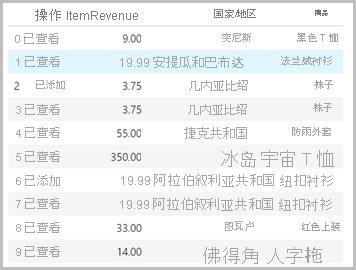 操作 ItemRevenue 国家/地区 商品
0 已查看 9.00 突尼斯 黑色 T 恤
1 已查看 19.99 安提瓜和巴布达 法兰绒衬衫
2 已添加 3.75 几内亚比绍 袜子
3 已查看 3.75 几内亚比绍 袜子
4 已查看 55.00 捷克共和国 防雨外套
5 已查看 350.00 冰岛 宇宙 T 恤
6 已添加 19.99 阿拉伯叙利亚共和国 纽扣衬衫
7 已查看 19.99 阿拉伯叙利亚共和国 纽扣衬衫
8 已查看 33.00 图瓦卢 红色上装
9 已查看 14.00 佛得角 人字拖